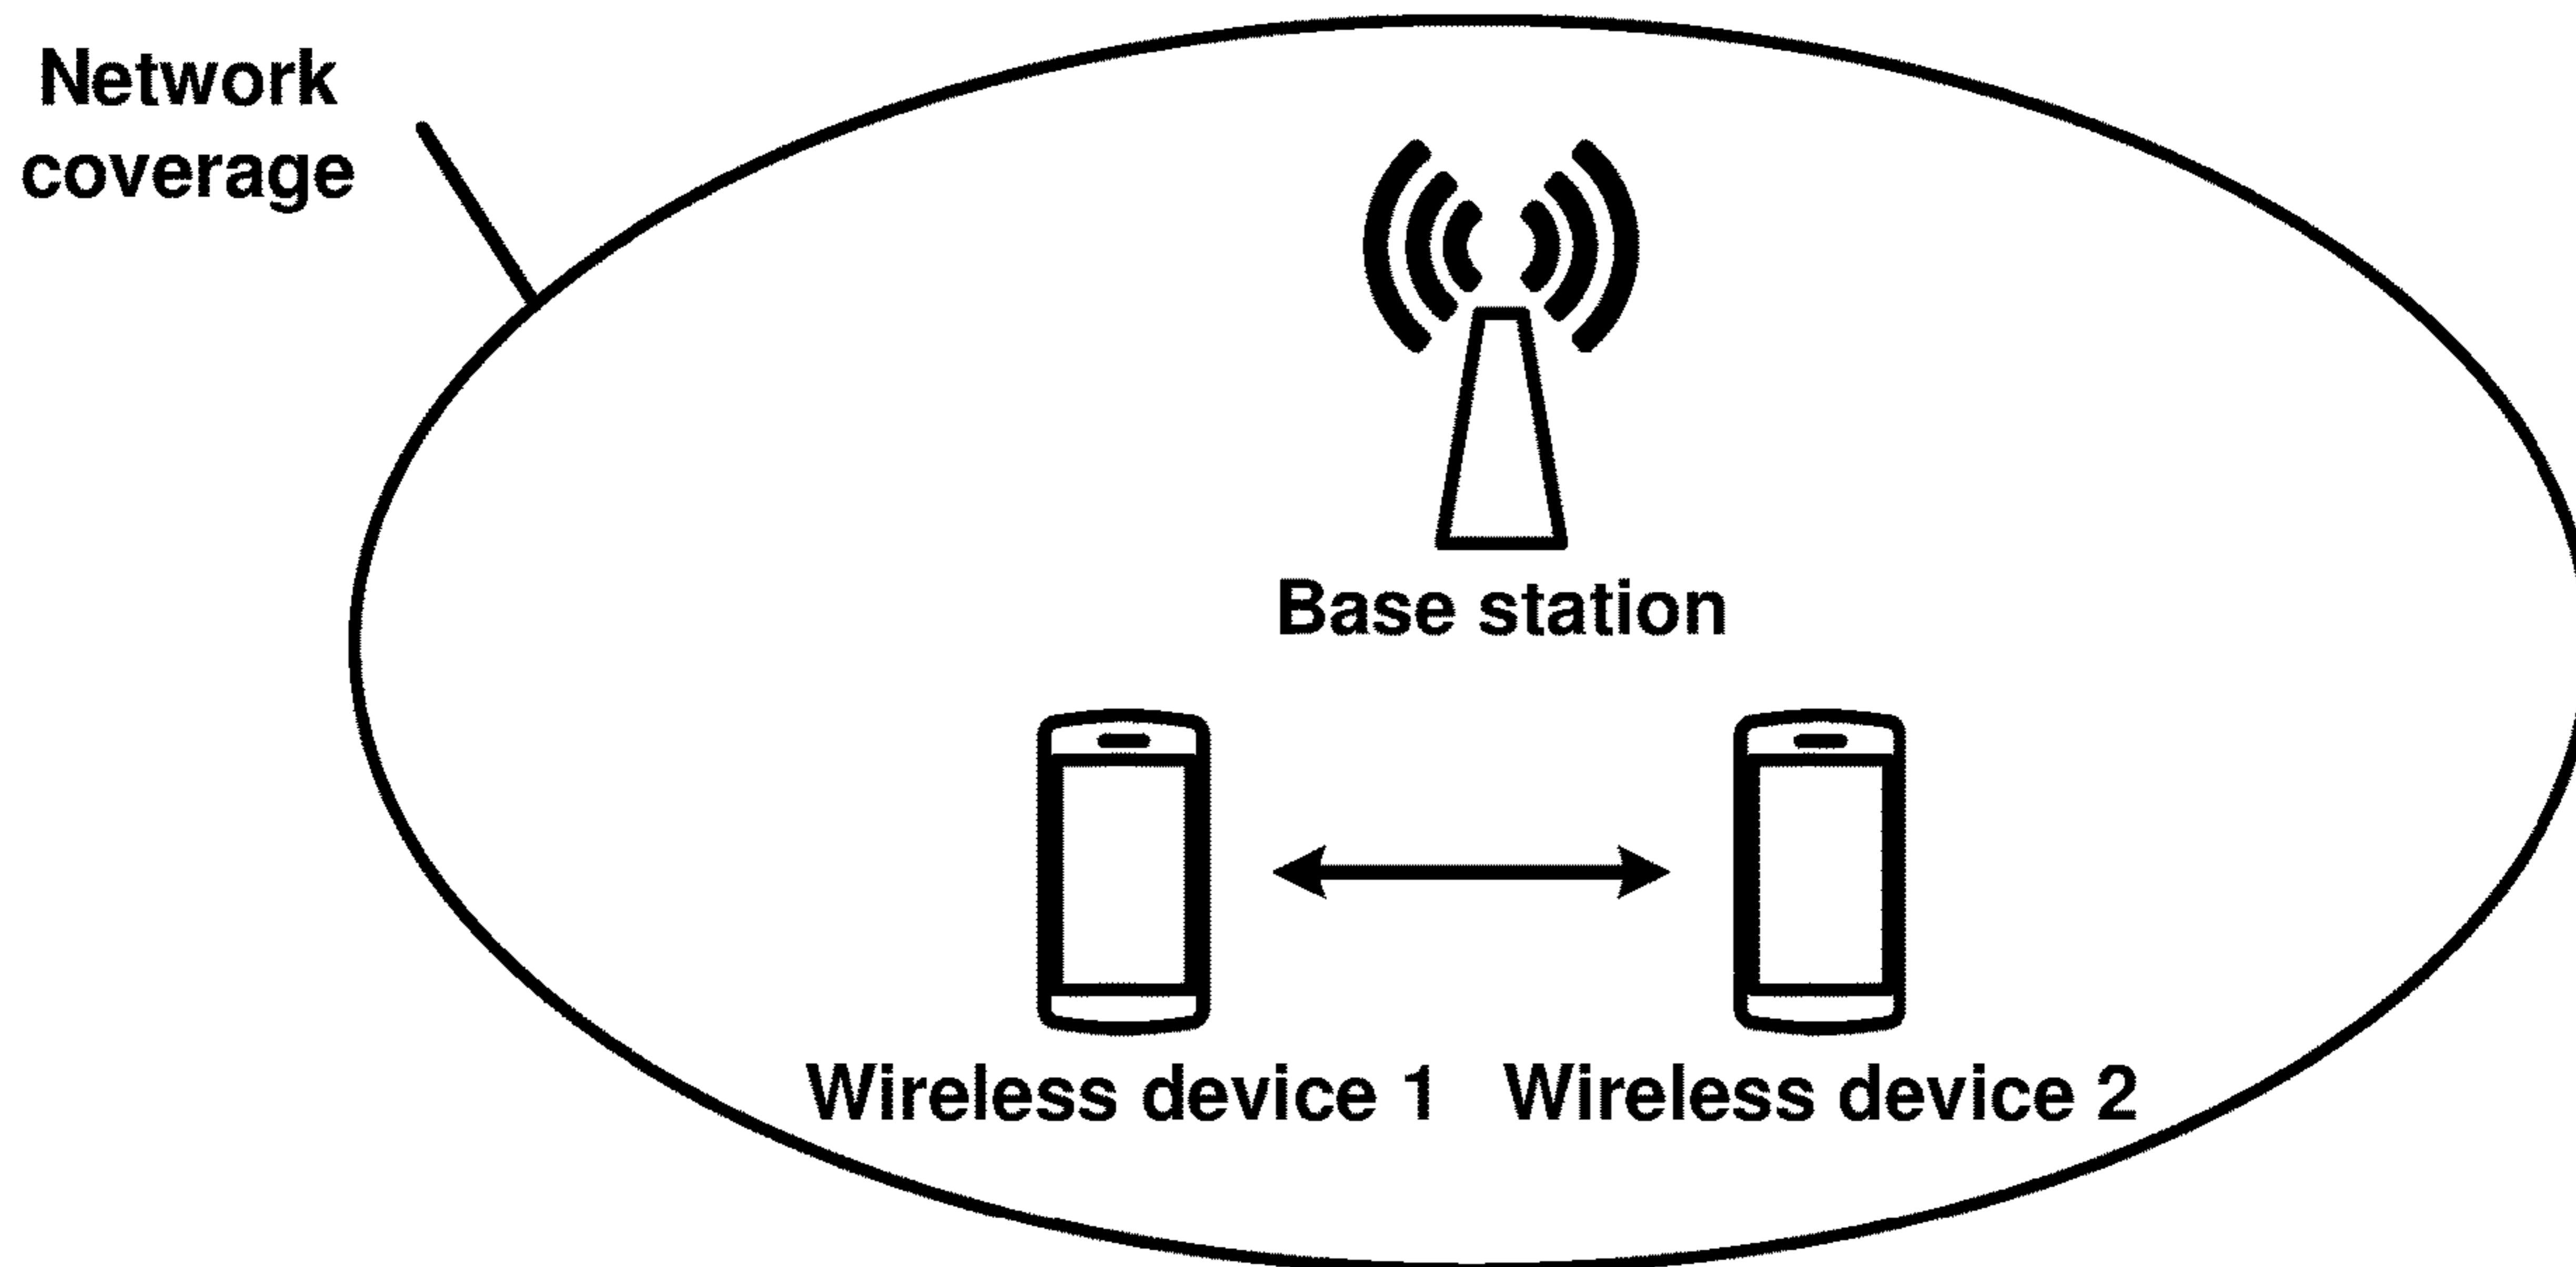 Network
coverage
Base station
Wireless device 1
Wireless device 2